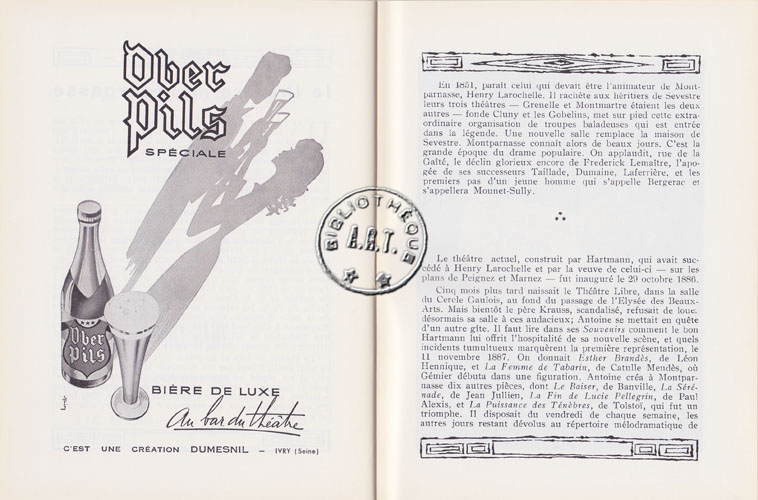 Ober
Pils
SPÉCIALE
Ober
Pils
BIÈRE DE LUXE
Au bar du théâtre
C'EST UNE CRÉATION DUMESNIL – IVRY (Seine)
BIBLIOTHÈQUE
A.R.T.
En 1851, paraît celui qui devait être l'animateur de Mont-
parnasse, Henry Larochelle. Il rachète aux héritiers de Sevestre
leurs trois théâtres — Grenelle et Montmartre étaient les deux
autres — fonde Cluny et les Gobelins, met sur pied cette extra-
ordinaire organisation de troupes baladeuses qui est entrée
dans la légende. Une nouvelle salle remplace la maison de
Sevestre. Montparnasse connaît alors de beaux jours. C'est la
grande époque du drame populaire. On applaudit, rue de la
Gaîté, le déclin glorieux encore de Frederick Lemaître, l'apo-
gée de ses successeurs Taillade, Dumaine, Laferrière, et les
premiers pas d'un jeune homme qui s'appelle Bergerac et
s'appellera Mounet-Sully.
Le théâtre actuel, construit par Hartmann, qui avait suc-
cédé à Henry Larochelle et par la veuve de celui-ci — sur les
plans de Peignez et Marnez — fut inauguré le 29 octobre 1886.
Cinq mois plus tard naissait le Théâtre Libre, dans la salle
du Cercle Gaulois, au fond du passage de l'Elysée des Beaux-
Arts. Mais bientôt le père Krauss, scandalisé, refusait de louer
désormais sa salle à ces audacieux ; Antoine se mettait en quête
d'un autre gîte. Il faut lire dans ses Souvenirs comment le bon
Hartmann lui offrit l'hospitalité de sa nouvelle scène, et quels
incidents tumultueux marquèrent la première représentation, le
11 novembre 1887. On donnait Esther Brandès, de Léon
Hennique, et La Femme de Tabarin, de Catulle Mendès, où
Gémier débuta dans une figuration. Antoine créa à Montpar-
nasse dix autres pièces, dont Le Baiser, de Banville, La Séré-
nade, de Jean Jullien, La Fin de Lucie Pellegrin, de Paul
Alexis, et La Puissance des Ténèbres, de Tolstoï, qui fut un
triomphe. Il disposait du vendredi de chaque semaine, les
autres jours restant dévolus au répertoire mélodramatique de